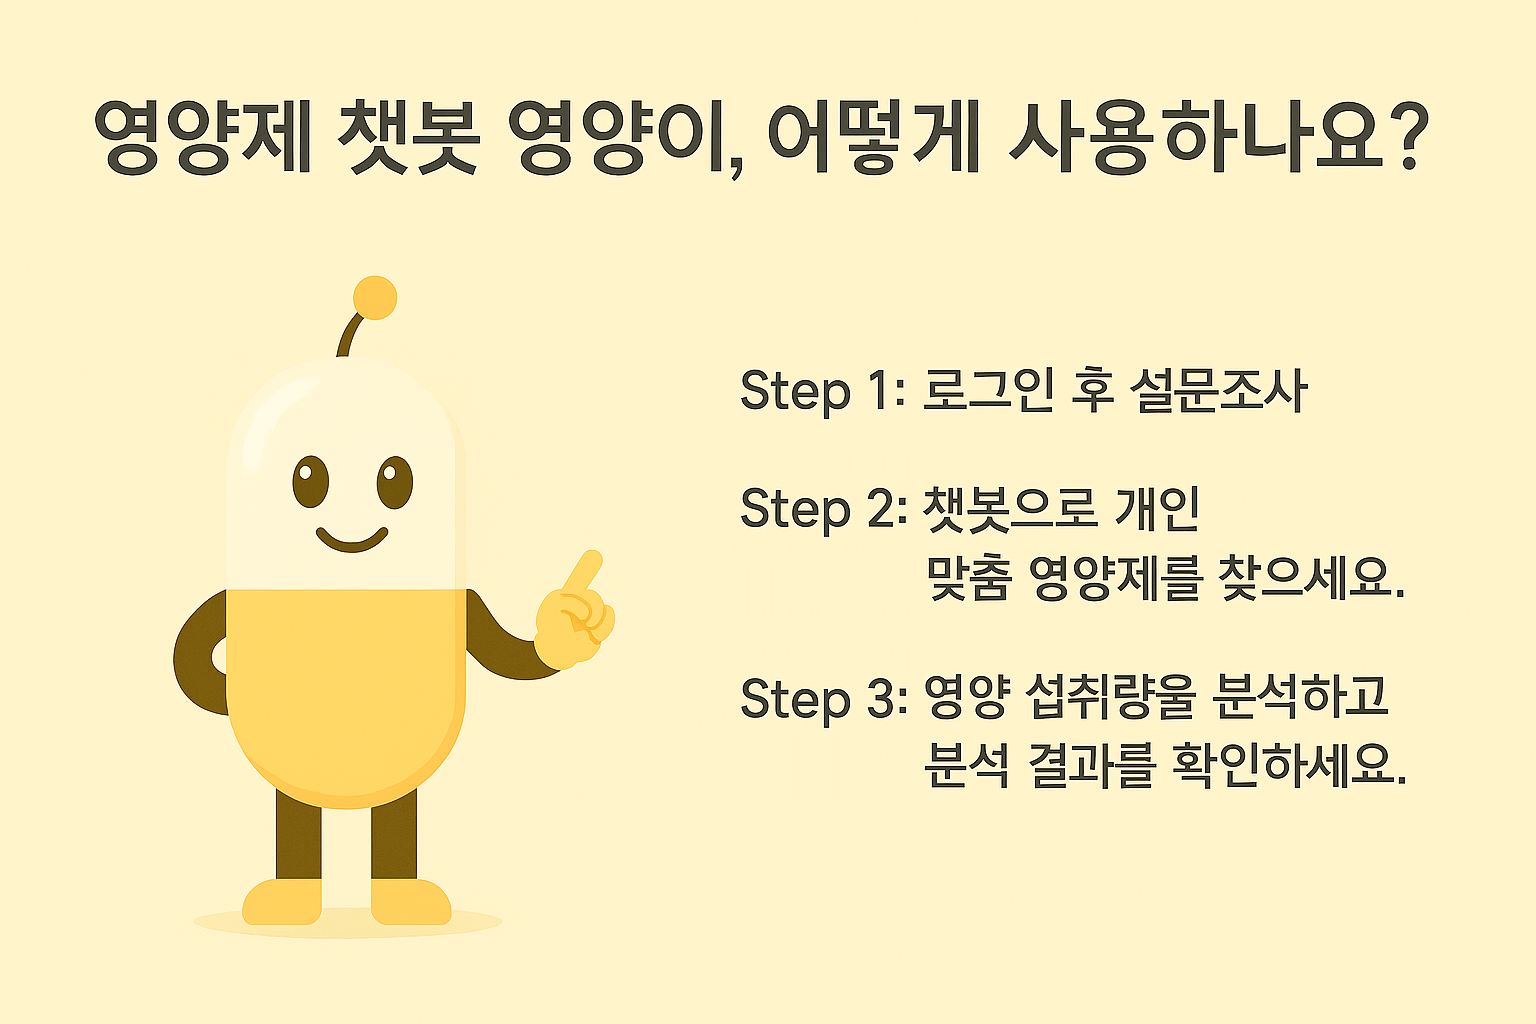 영양제 챗봇 영양이, 어떻게 사용하나요?
Step 1: 로그인 후 설문조사
Step 2: 챗봇으로 개인
맞춤 영양제를 찾으세요.
Step 3: 영양 섭취량울 분석하고
분석 결과를 확인하세요.